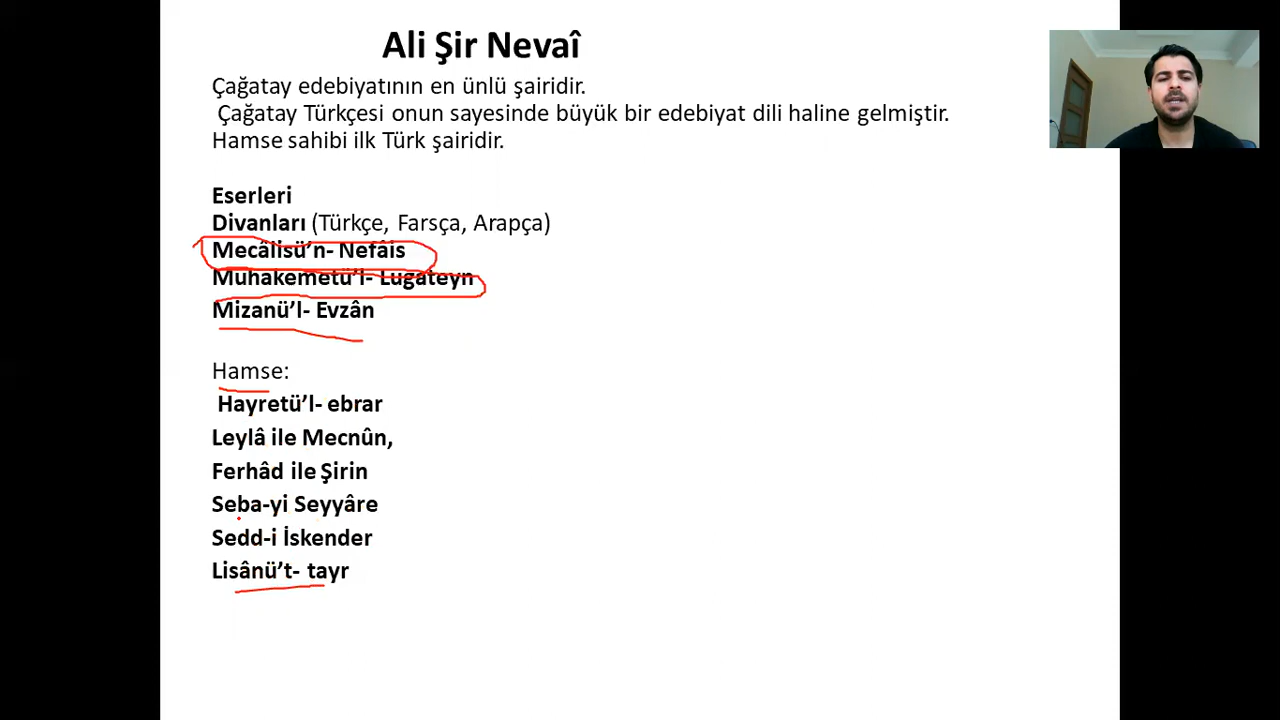 Ali Şir Nevaî
Çağatay edebiyatının en ünlü şairidir.
Çağatay Türkçesi onun sayesinde büyük bir edebiyat dili haline gelmiştir.
Hamse sahibi ilk Türk şairidir.
Eserleri
Divanları (Türkçe, Farsça, Arapça)
Mecâlisü’n- Nefâis
Muhakemetü’l- Lugateyn
Mizanü’l- Evzân
Hamse:
Hayretü’l- ebrar
Leylâ ile Mecnûn,
Ferhâd ile Şirin
Seba-yi Seyyâre
Sedd-i İskender
Lisânü’t- tayr